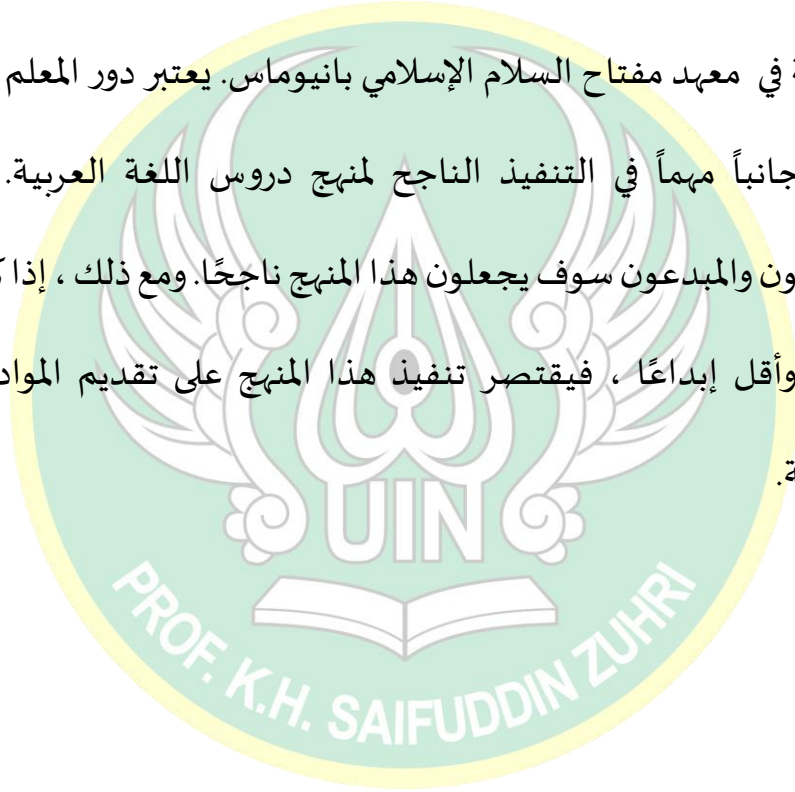 في معهد مفتاح السلام الإسلامي بانيوماس. يعتبر دور المعلم
جانباً مهماً في التنفيذ الناجح لمنهج دروس اللغة العربية.
والمبدعون سوف يجعلون هذا المنهج ناجحًا. ومع ذلك ، إذا
وأقل إبداعًا ، فيقتصر تنفيذ هذا المنهج على تقديم المواد
UIN
PROF. K.H. SAIFUDDIN ZUHRI